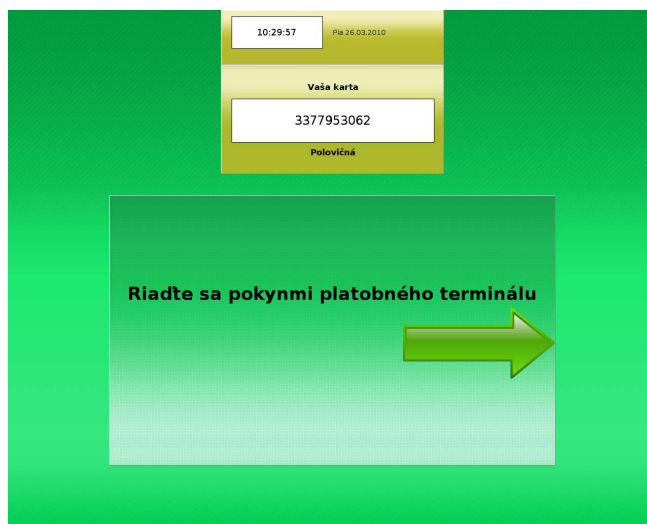 10:29:57 Pia 26.03.2010
Vaša karta
3377953062
Polovičná
Riaďte sa pokynmi platobného terminálu